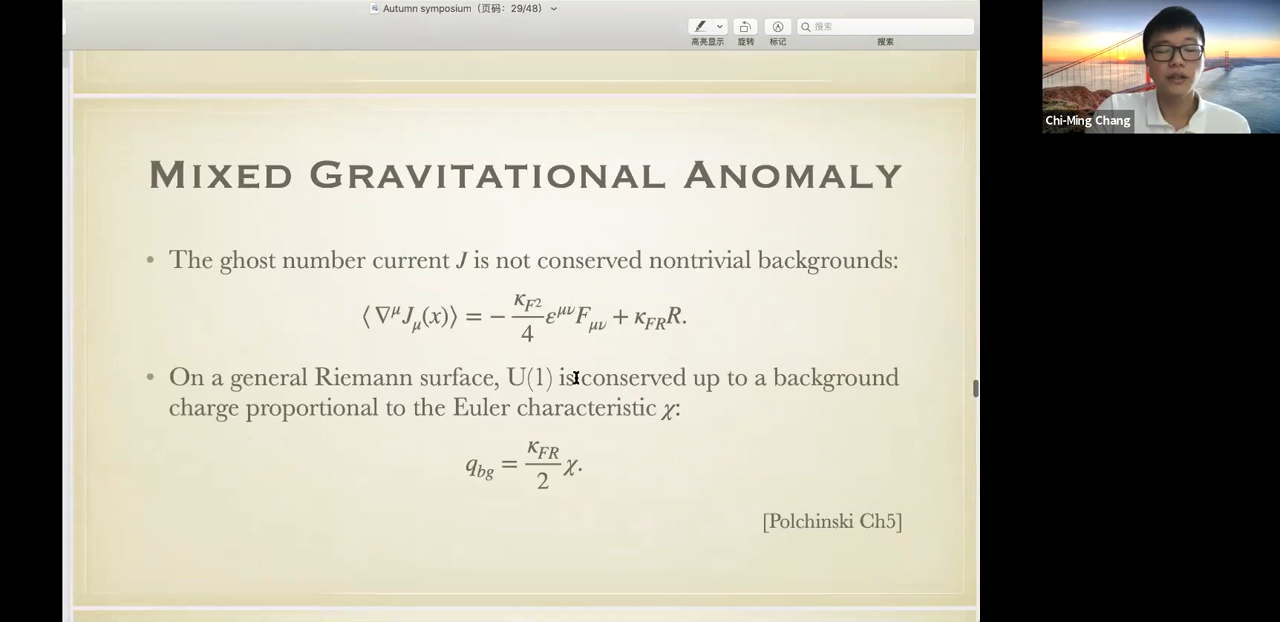 Autumn symposium (页码: 29/48)
搜索
高亮显示 旋转 标记 搜索
Chi-Ming Chang
MIXED GRAVITATIONAL ANOMALY
• The ghost number current J is not conserved nontrivial backgrounds:
⟨∇^μ J_μ(x)⟩ = − κ_{F²}/4 ε^{μν}F_{μν} + κ_{FR}R.
• On a general Riemann surface, U(1) is conserved up to a background
charge proportional to the Euler characteristic χ:
q_{bg} = κ_{FR}/2 χ.
[Polchinski Ch5]